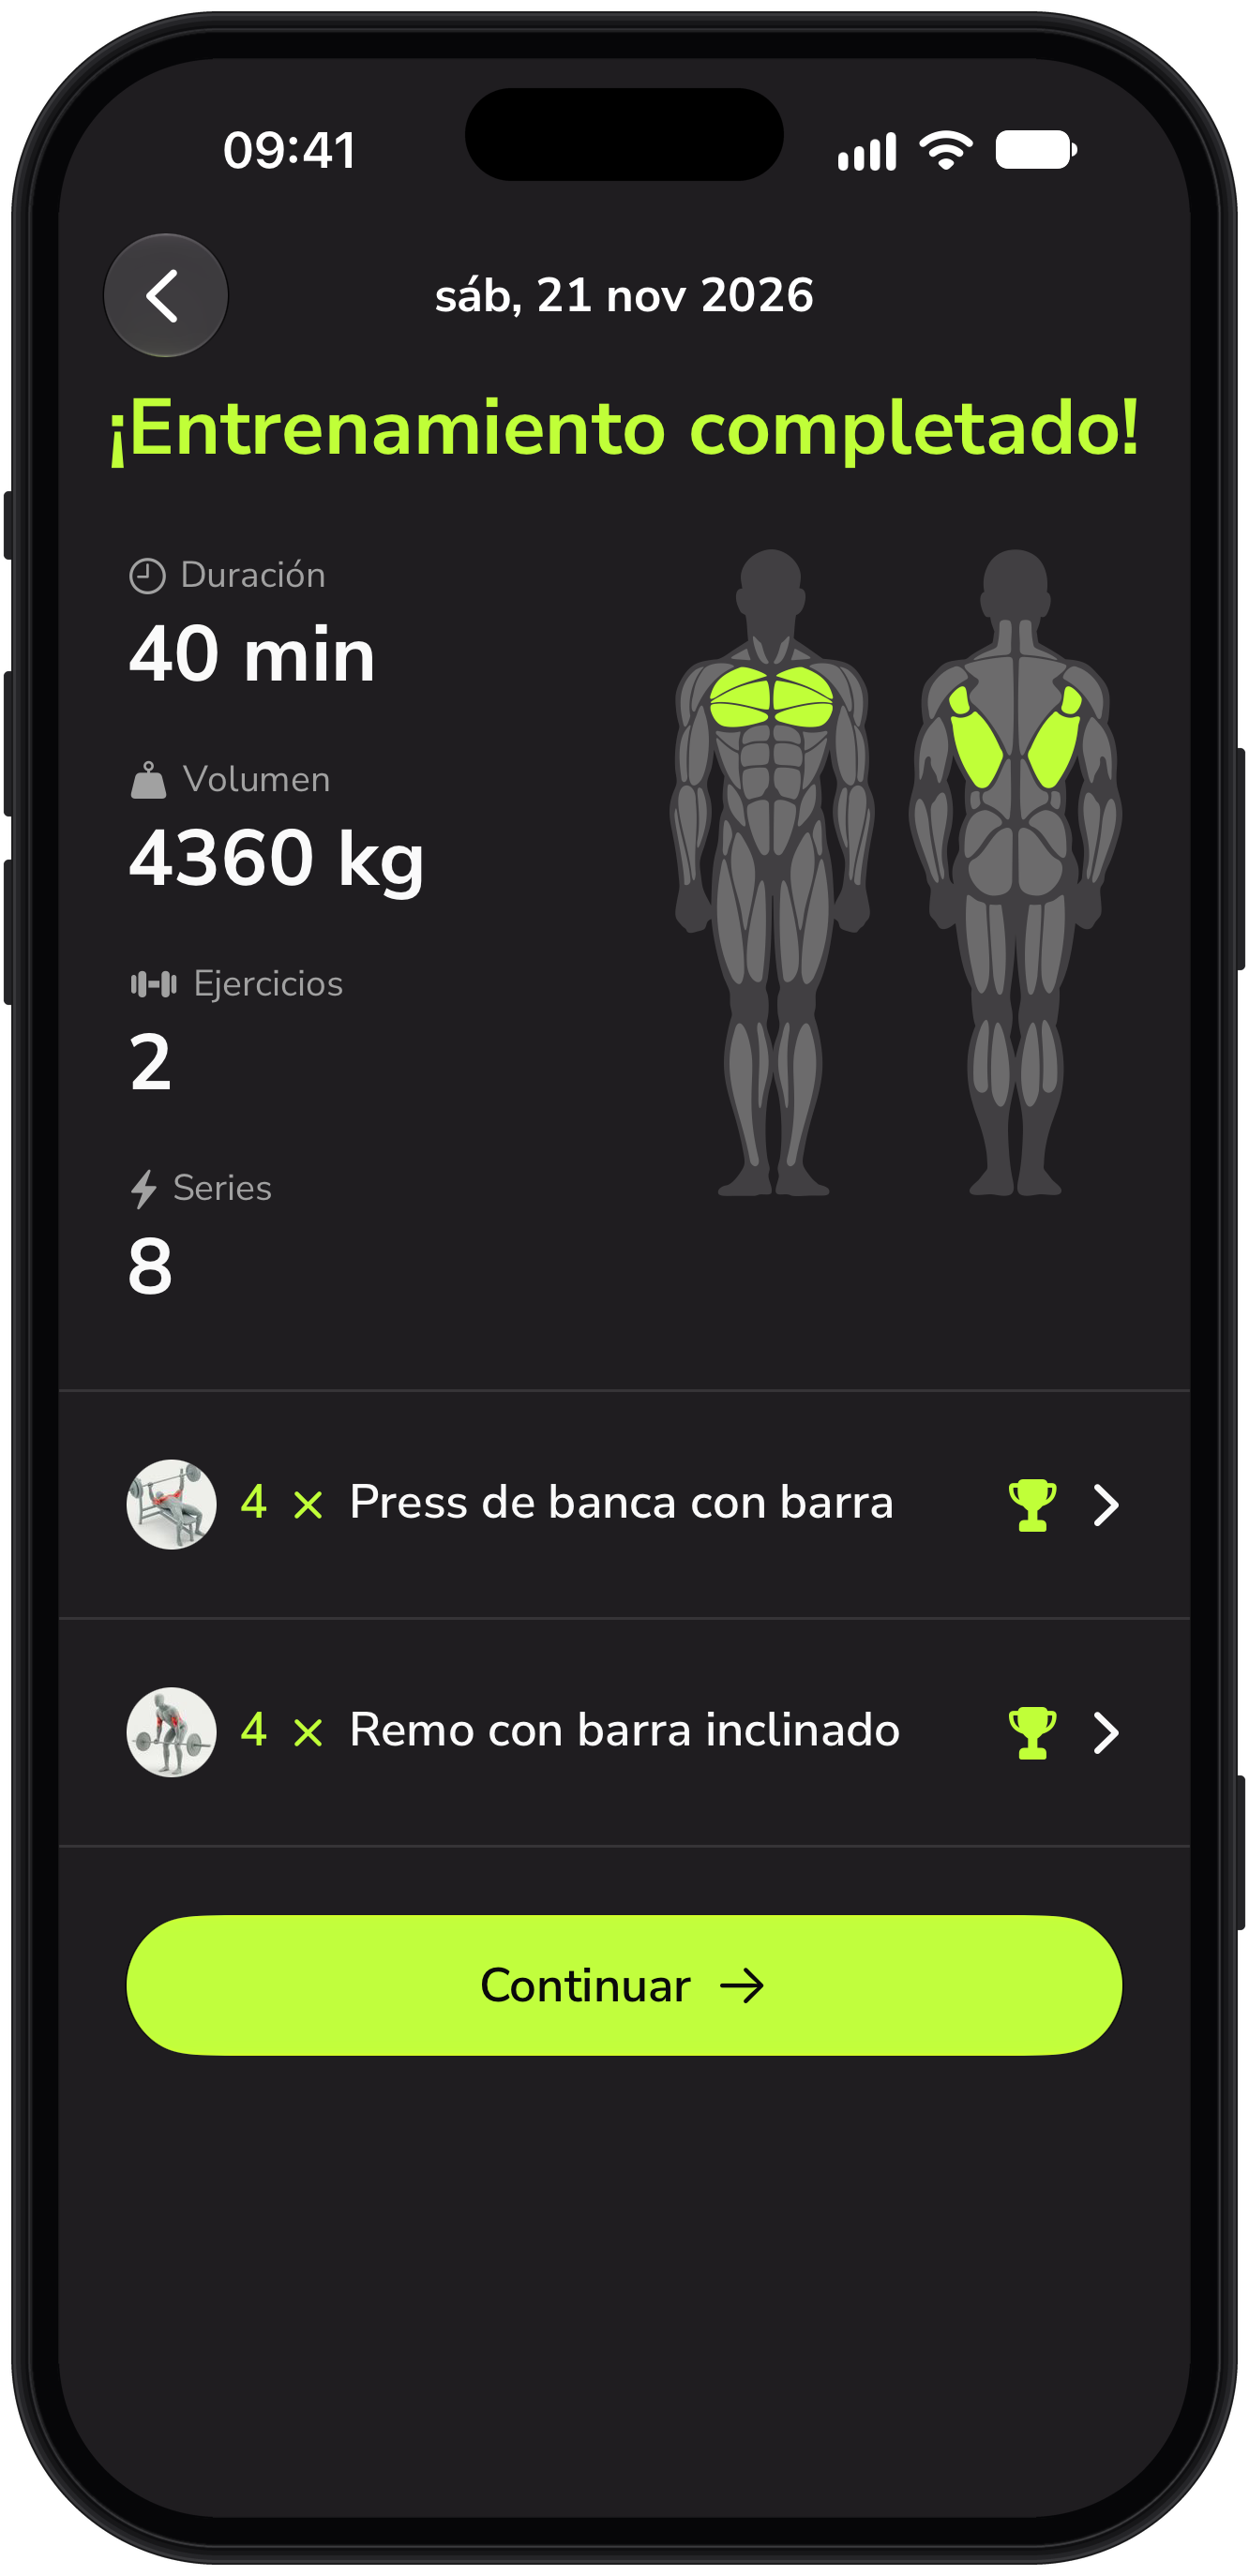 09:41
sáb, 21 nov 2026
¡Entrenamiento completado!
Duración
40 min
Volumen
4360 kg
Ejercicios
2
Series
8
4 × Press de banca con barra
4 × Remo con barra inclinado
Continuar →